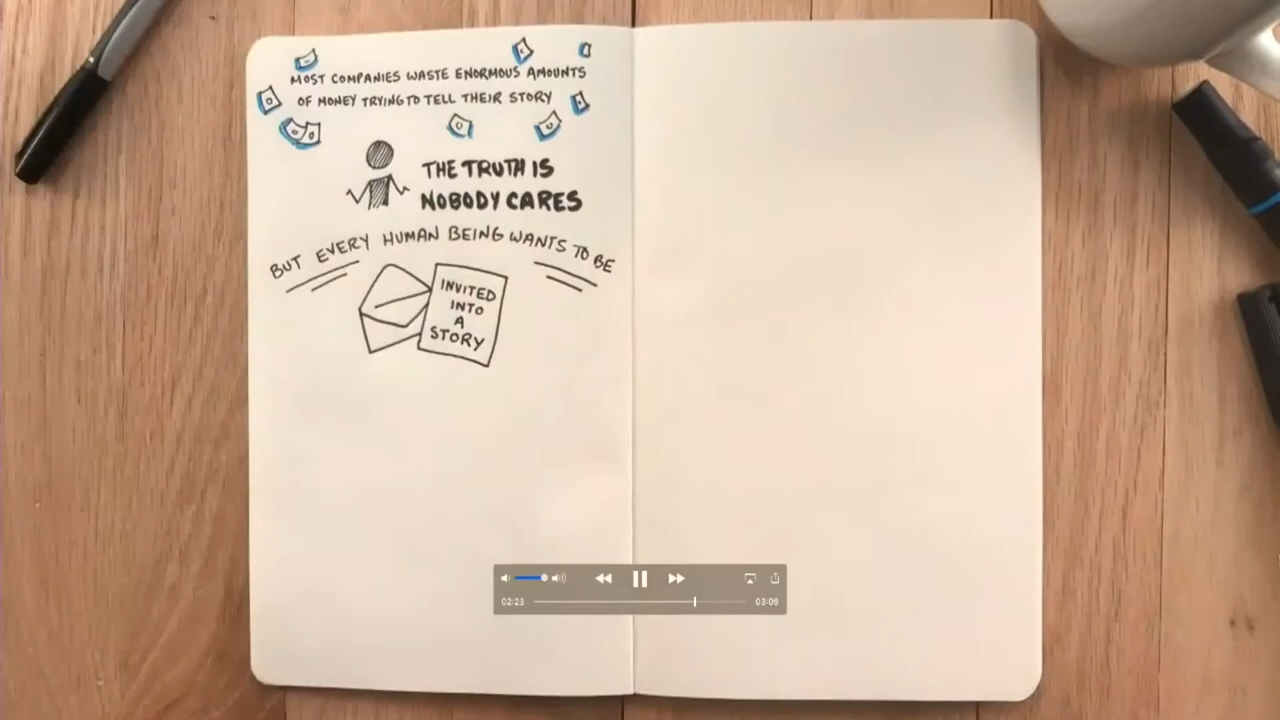 MOST COMPANIES WASTE ENORMOUS AMOUNTS
OF MONEY TRYING TO TELL THEIR STORY
THE TRUTH IS
NOBODY CARES
BUT EVERY HUMAN BEING WANTS TO BE
INVITED
INTO
A
STORY
02:23
03:09